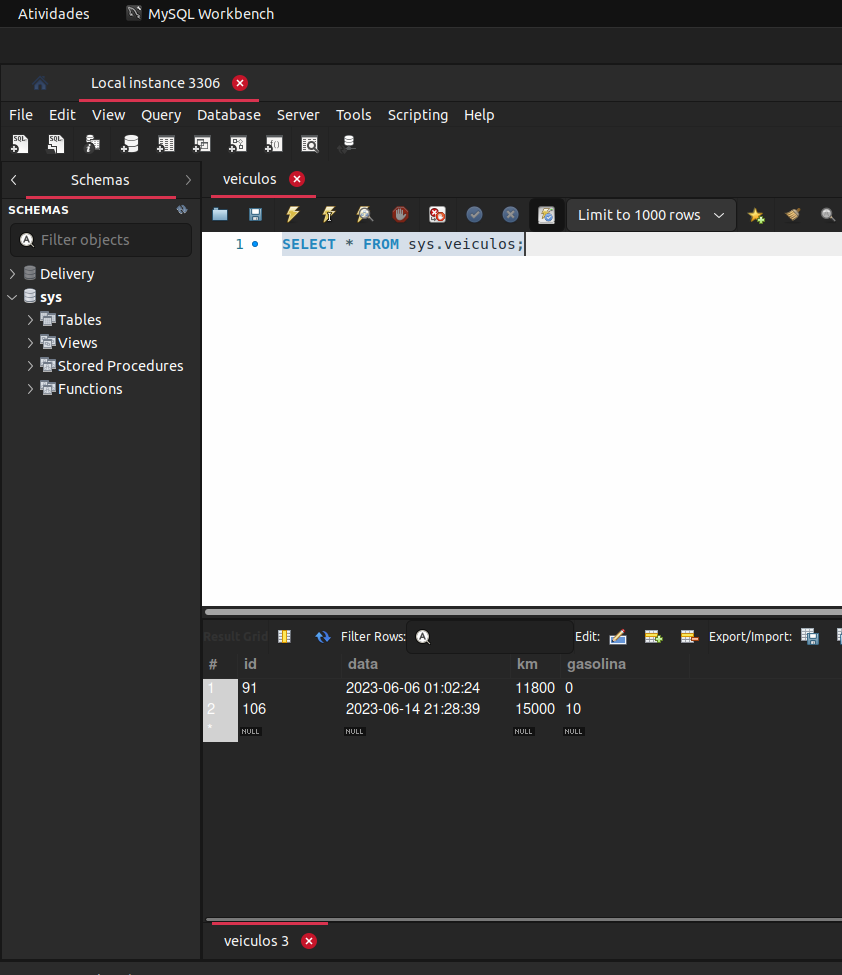 Atividades MySQL Workbench
Local instance 3306
File Edit View Query Database Server Tools Scripting Help
Schemas
veiculos
SCHEMAS
Limit to 1000 rows
Filter objects
1 SELECT * FROM sys.veiculos;
Delivery
sys
Tables
Views
Stored Procedures
Functions
Result Grid Filter Rows: Edit: Export/Import:
# id data km gasolina
1 91 2023-06-06 01:02:24 11800 0
2 106 2023-06-14 21:28:39 15000 10
* NULL NULL NULL NULL
veiculos 3